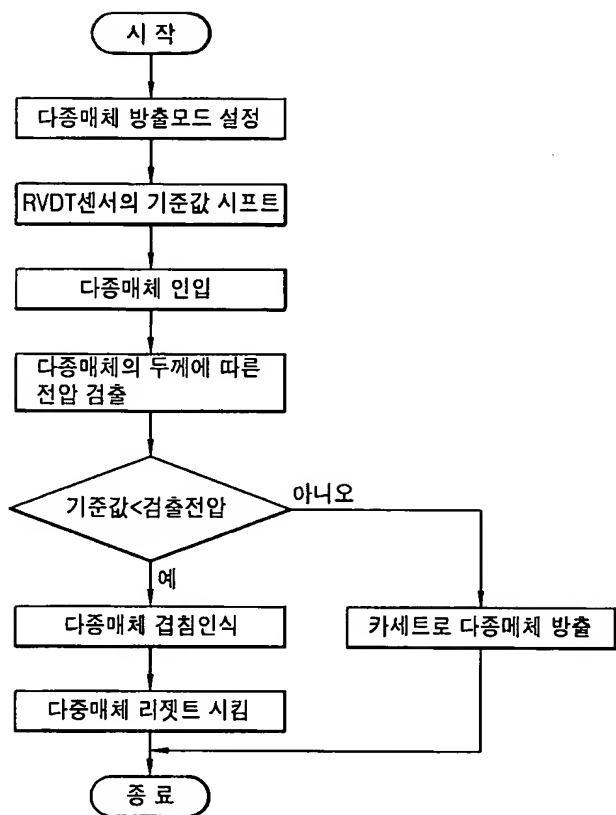 시 작
다종매체 방출모드 설정
RVDT센서의 기준값 시프트
다종매체 인입
다종매체의 두께에 따른
전압 검출
기준값<검출전압
아니오
예
다종매체 겹침인식
카세트로 다종메체 방출
다중매체 리젯트 시킴
종 료